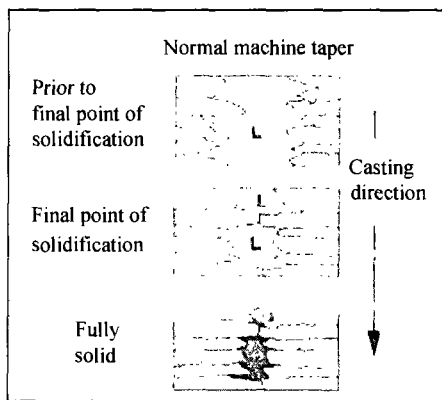 Normal machine taper
Prior to
final point of
solidification
L
Casting
direction
L
Final point of
solidification
L
Fully
solid